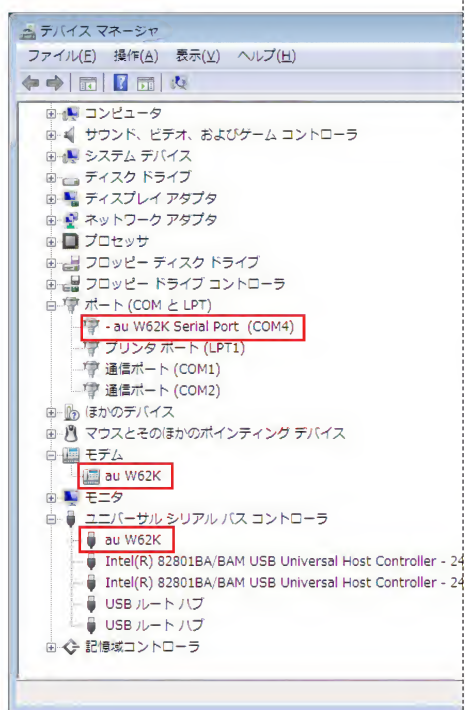 デバイス マネージャ
ファイル(F) 操作(A) 表示(V) ヘルプ(H)
コンピュータ
サウンド、ビデオ、およびゲーム コントローラ
システム デバイス
ディスク ドライブ
ディスプレイ アダプタ
ネットワーク アダプタ
プロセッサ
フロッピー ディスク ドライブ
フロッピー ドライブ コントローラ
ポート (COM と LPT)
- au W62K Serial Port (COM4)
プリンタ ポート (LPT1)
通信ポート (COM1)
通信ポート (COM2)
ほかのデバイス
マウスとそのほかのポインティング デバイス
モデム
au W62K
モニタ
ユニバーサル シリアル バス コントローラ
au W62K
Intel(R) 82801BA/BAM USB Universal Host Controller - 24
Intel(R) 82801BA/BAM USB Universal Host Controller - 24
USB ルート ハブ
USB ルート ハブ
記憶域コントローラ